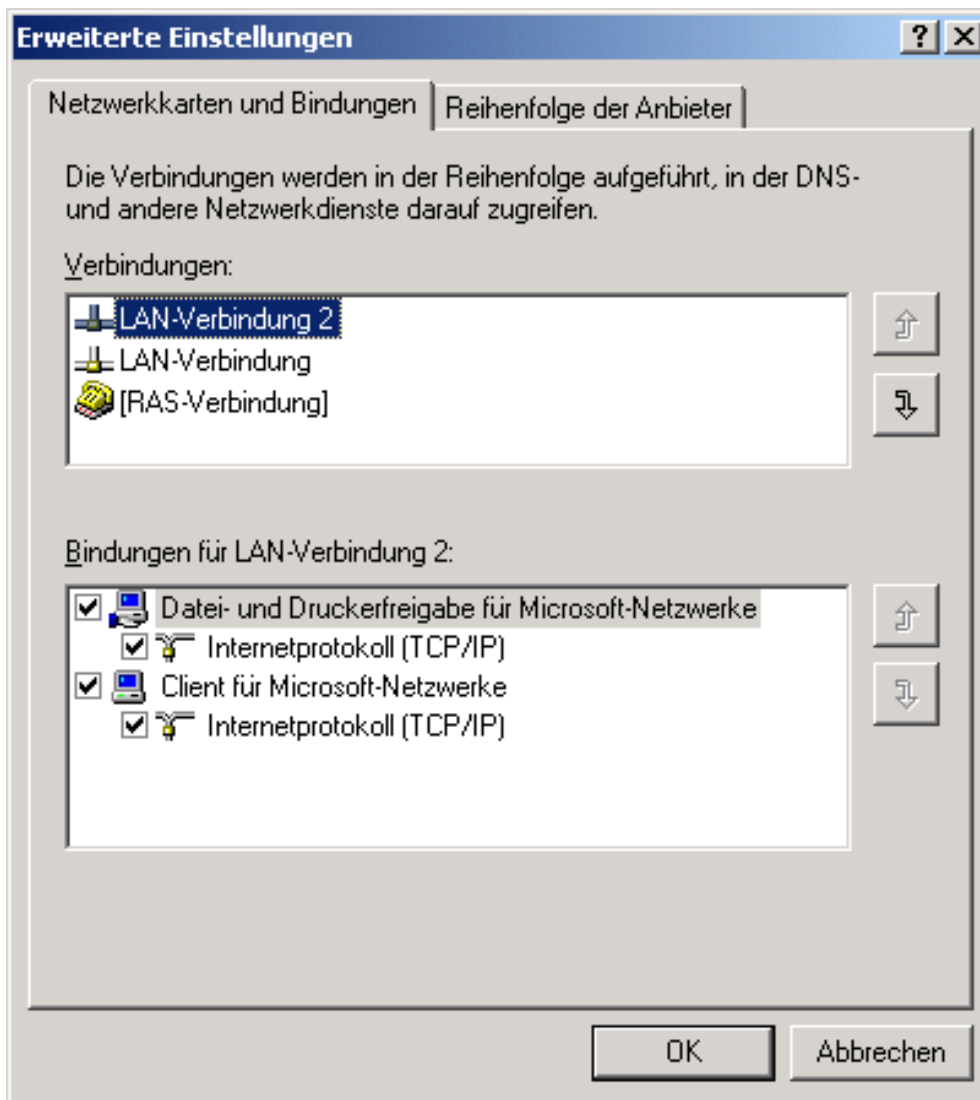 Erweiterte Einstellungen
Netzwerkkarten und Bindungen
Reihenfolge der Anbieter
Die Verbindungen werden in der Reihenfolge aufgeführt, in der DNS-
und andere Netzwerkdienste darauf zugreifen.
Verbindungen:
LAN-Verbindung 2
LAN-Verbindung
[RAS-Verbindung]
Bindungen für LAN-Verbindung 2:
Datei- und Druckerfreigabe für Microsoft-Netzwerke
Internetprotokoll (TCP/IP)
Client für Microsoft-Netzwerke
Internetprotokoll (TCP/IP)
OK
Abbrechen